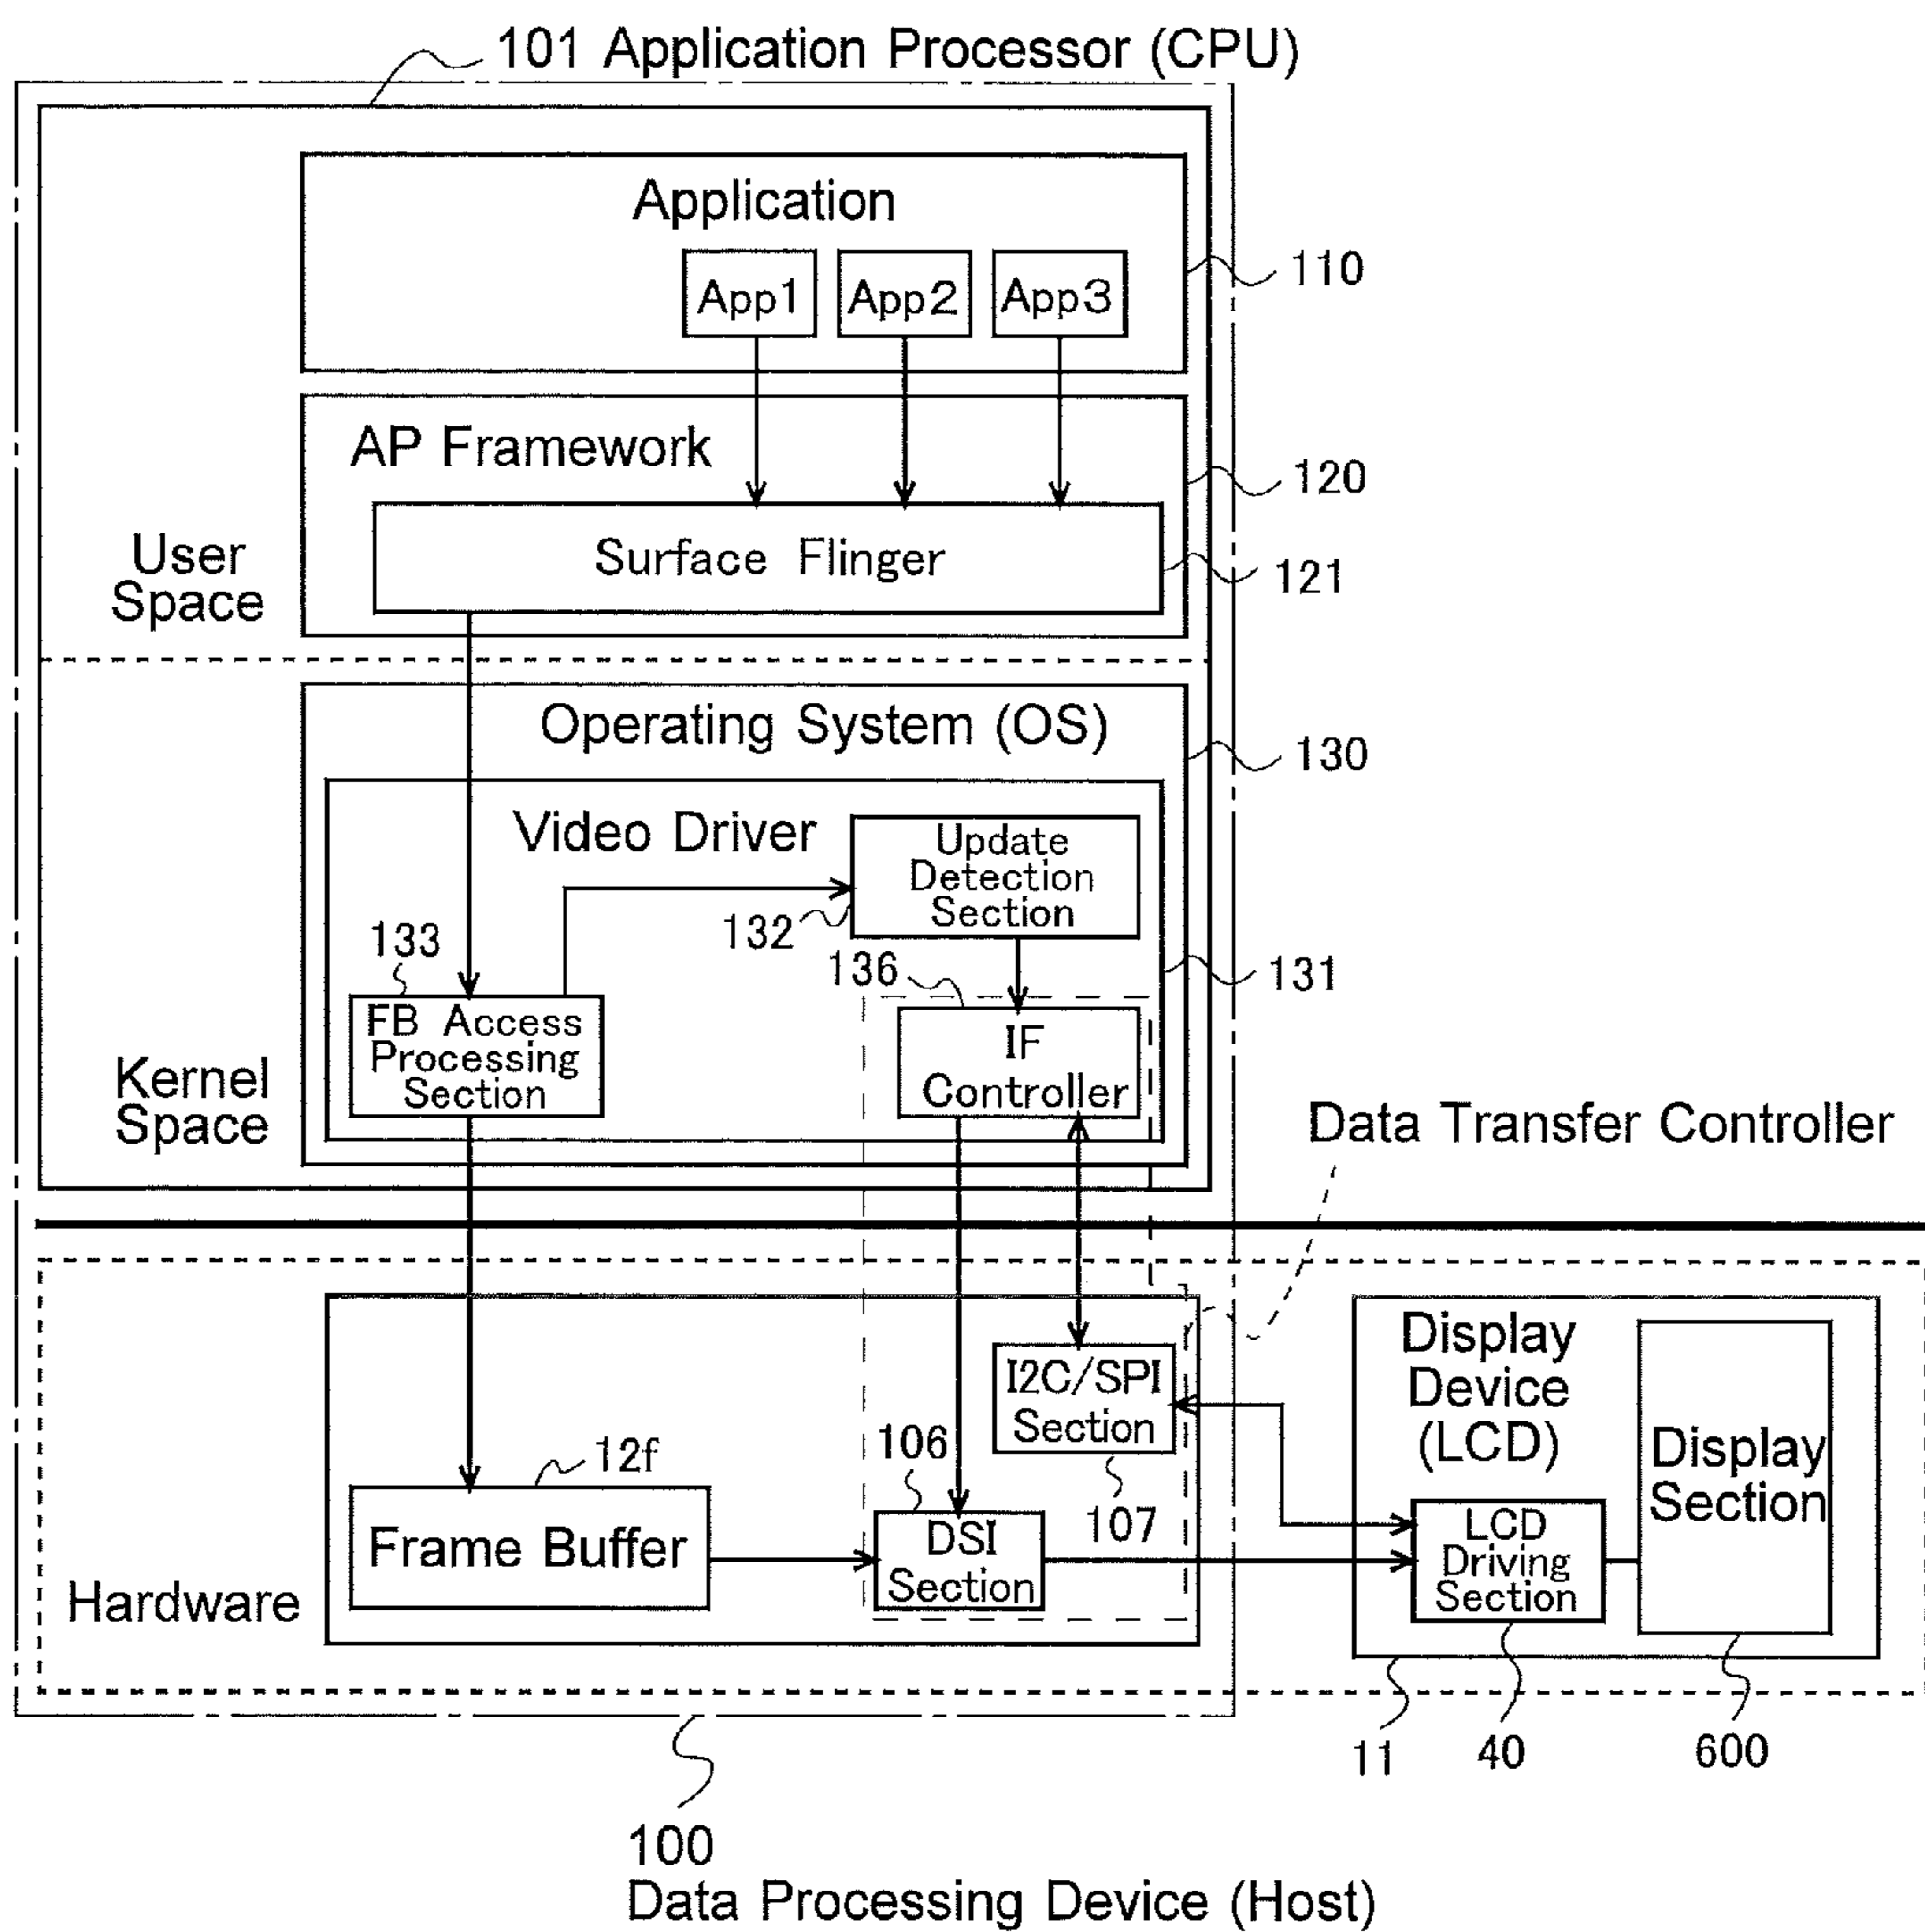 101 Application Processor (CPU)
Application
App1 App2 App3
110
AP Framework
120
Surface Flinger
121
User
Space
Operating System (OS)
130
Video Driver
Update
Detection
Section
132
133
136
131
FB Access
Processing
Section
IF
Controller
Kernel
Space
Data Transfer Controller
I2C/SPI
Section
107
106
12f
Frame Buffer
DSI
Section
Hardware
Display
Device
(LCD)
Display
Section
LCD
Driving
Section
11
40
600
100
Data Processing Device (Host)